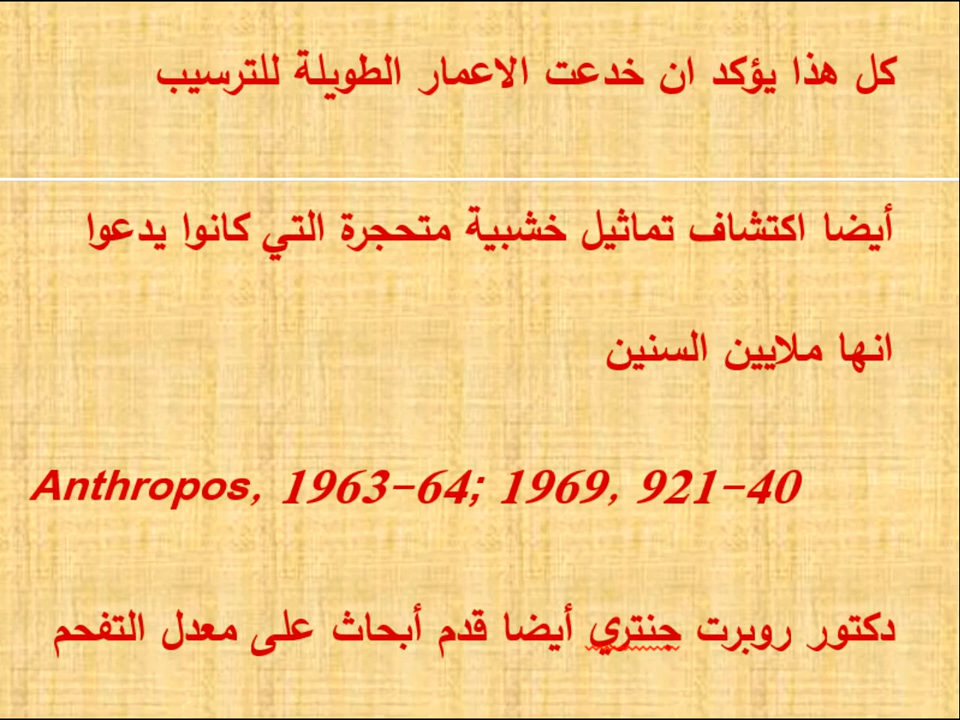 كل هذا يؤكد ان خدعت الاعمار الطويلة للترسيب
أيضا اكتشاف تماثيل خشبية متحجرة التي كانوا يدعوا
انها ملايين السنين
Anthropos, 1963-64; 1969, 921-40
دكتور روبرت جنتري أيضا قدم أبحاث على معدل التفحم